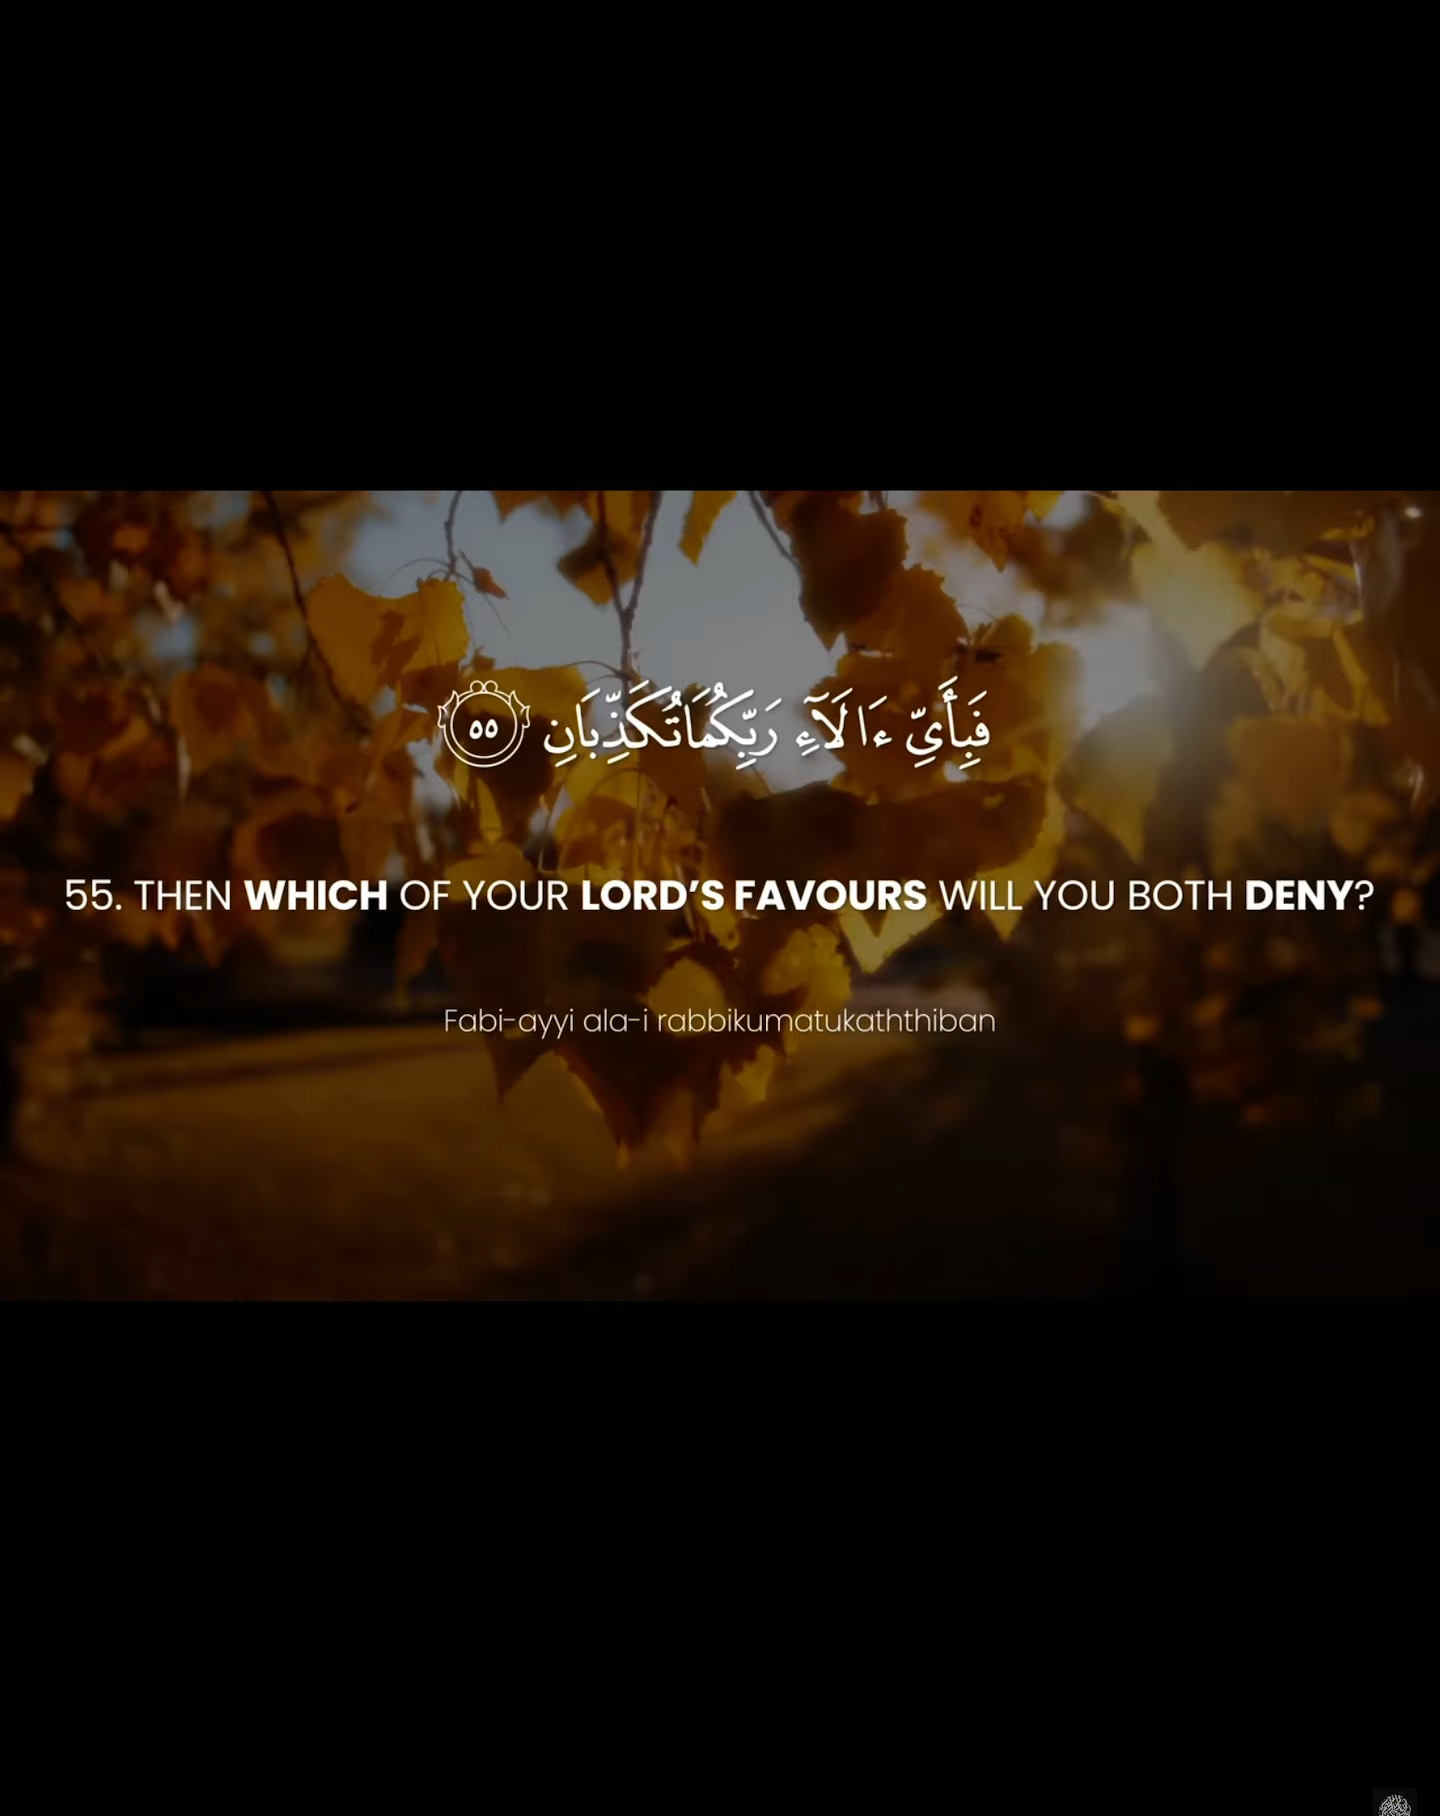 فَبِأَيِّ ءَالَآءِ رَبِّكُمَاتُكَذِّبَانِ ٥٥
55. THEN WHICH OF YOUR LORD’S FAVOURS WILL YOU BOTH DENY?
Fabi-ayyi ala-i rabbikumatukaththiban